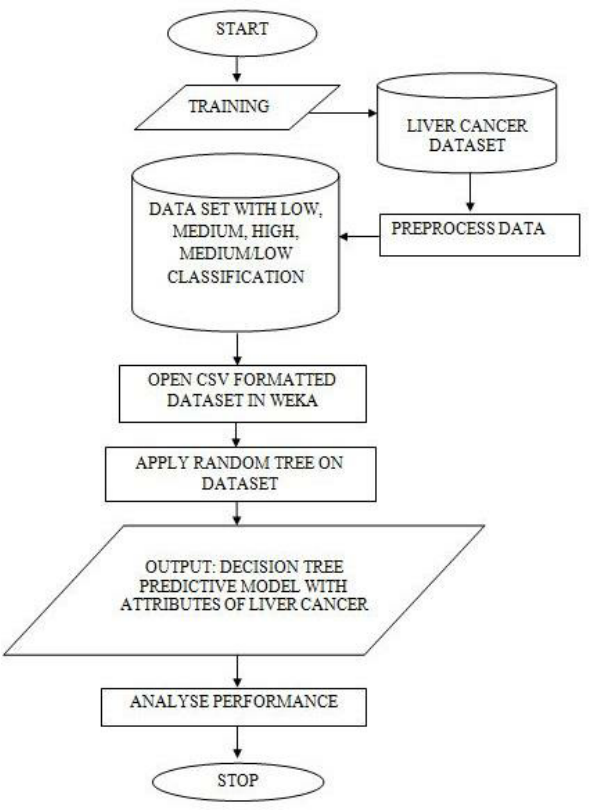 START
TRAINING
LIVER CANCER
DATASET
PREPROCESS DATA
DATA SET WITH LOW,
MEDIUM, HIGH,
MEDIUM/LOW
CLASSIFICATION
OPEN CSV FORMATTED
DATASET IN WEKA
APPLY RANDOM TREE ON
DATASET
OUTPUT: DECISION TREE
PREDICTIVE MODEL WITH
ATTRIBUTES OF LIVER CANCER
ANALYSE PERFORMANCE
STOP